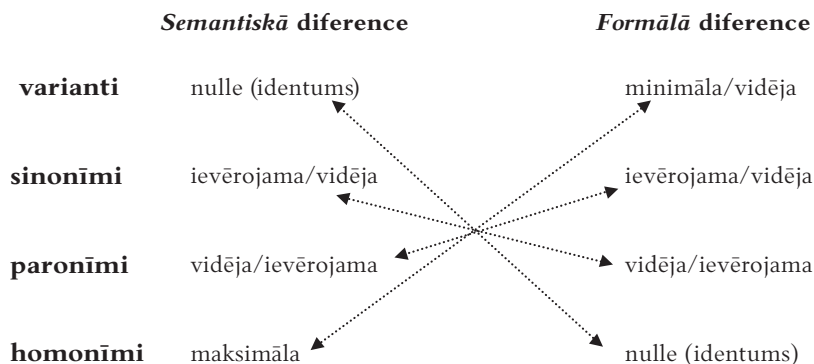 Semantiskā diference Formālā diference
varianti nulle (identums) minimāla/vidēja
sinonīmi ievērojama/vidēja ievērojama/vidēja
paronīmi vidēja/ievērojama vidēja/ievērojama
homonīmi maksimāla nulle (identums)